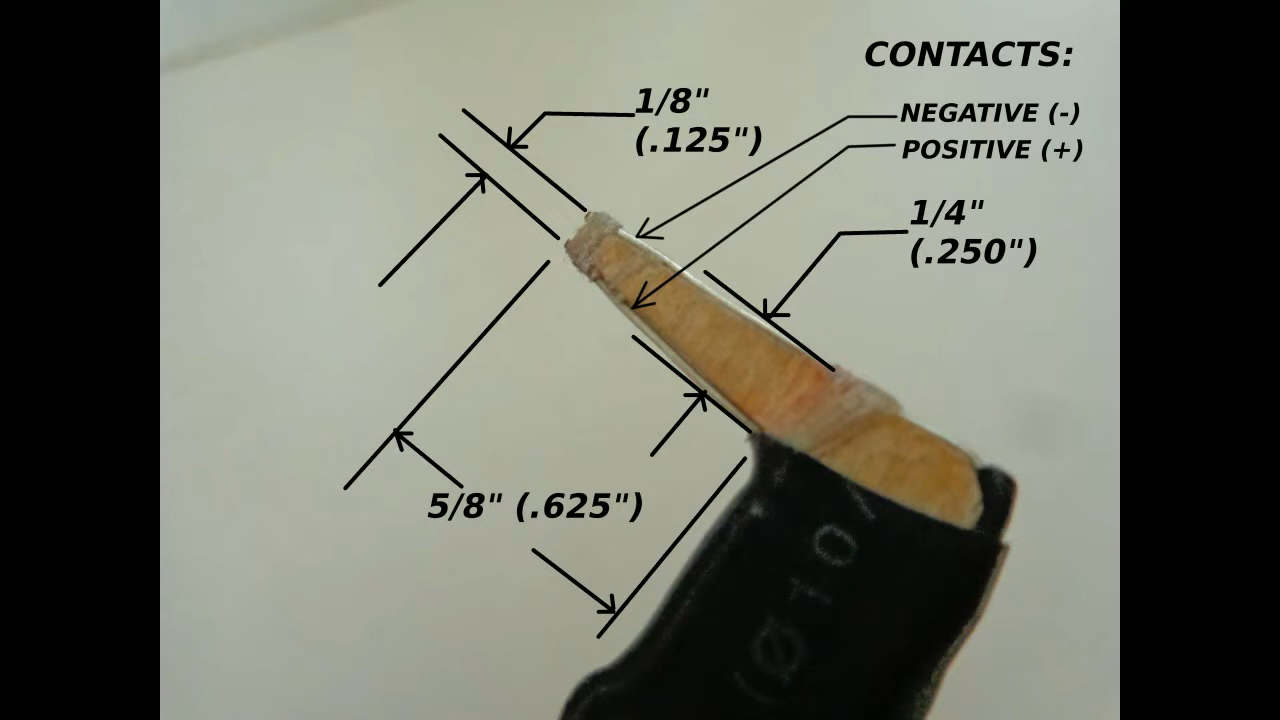 CONTACTS:
1/8"
(.125")
NEGATIVE (-)
POSITIVE (+)
1/4"
(.250")
5/8" (.625")